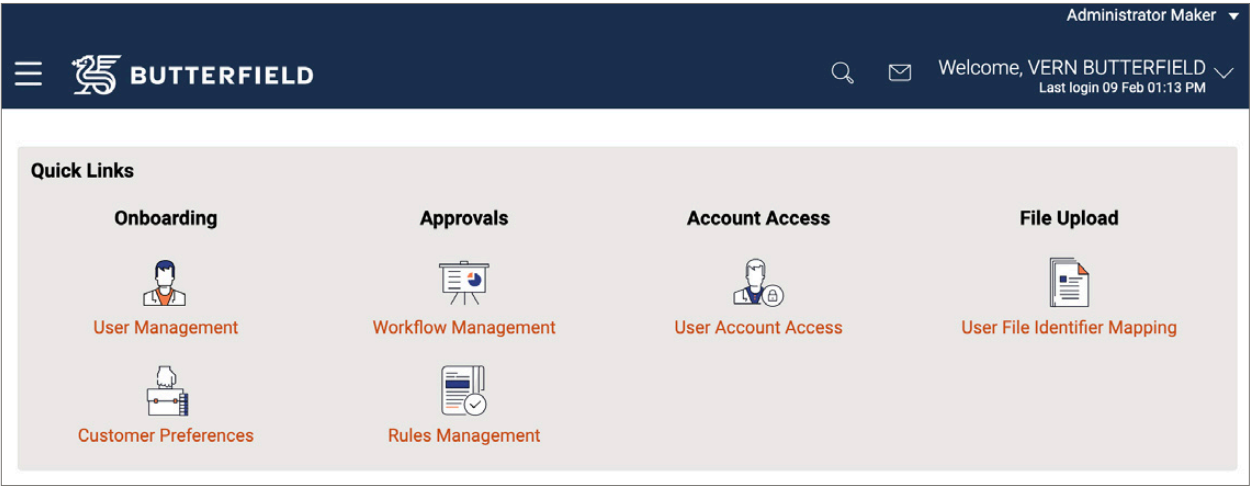 Administrator Maker
BUTTERFIELD
Welcome, VERN BUTTERFIELD
Last login 09 Feb 01:13 PM
Quick Links
Onboarding
Approvals
Account Access
File Upload
User Management
Workflow Management
User Account Access
User File Identifier Mapping
Customer Preferences
Rules Management